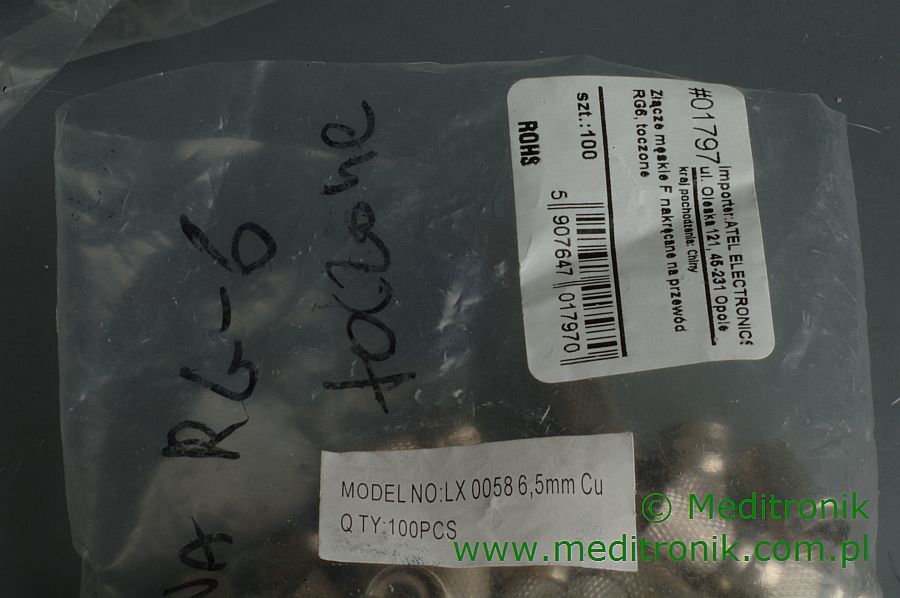 #01797
Importer:ATEL ELECTRONICS
ul. Oleska 121, 45-231 Opole
kraj pochodzenia: Chiny
Złącze męskie F nakręcane na przewód
RG6, toczone
szt.:100
ROHS
5 907647 017970
RG-6
toczone
MODEL NO:LX 0058 6,5mm Cu
Q TY:100PCS
© Meditronik
www.meditronik.com.pl